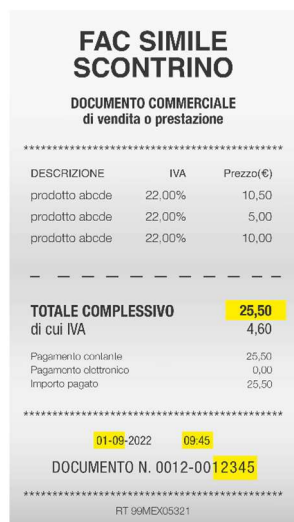 FAC SIMILE
SCONTRINO
DOCUMENTO COMMERCIALE
di vendita o prestazione
********************************************
DESCRIZIONE IVA Prezzo(€)
prodotto abcde 22,00% 10,50
prodotto abcde 22,00% 5,00
prodotto abcde 22,00% 10,00
— — — — — — — — — —
TOTALE COMPLESSIVO 25,50
di cui IVA 4,60
Pagamento contante 25,50
Pagamento elettronico 0,00
Importo pagato 25,50
********************************************
01-09-2022 09:45
DOCUMENTO N. 0012-0012345
********************************************
RT 99MEX05321